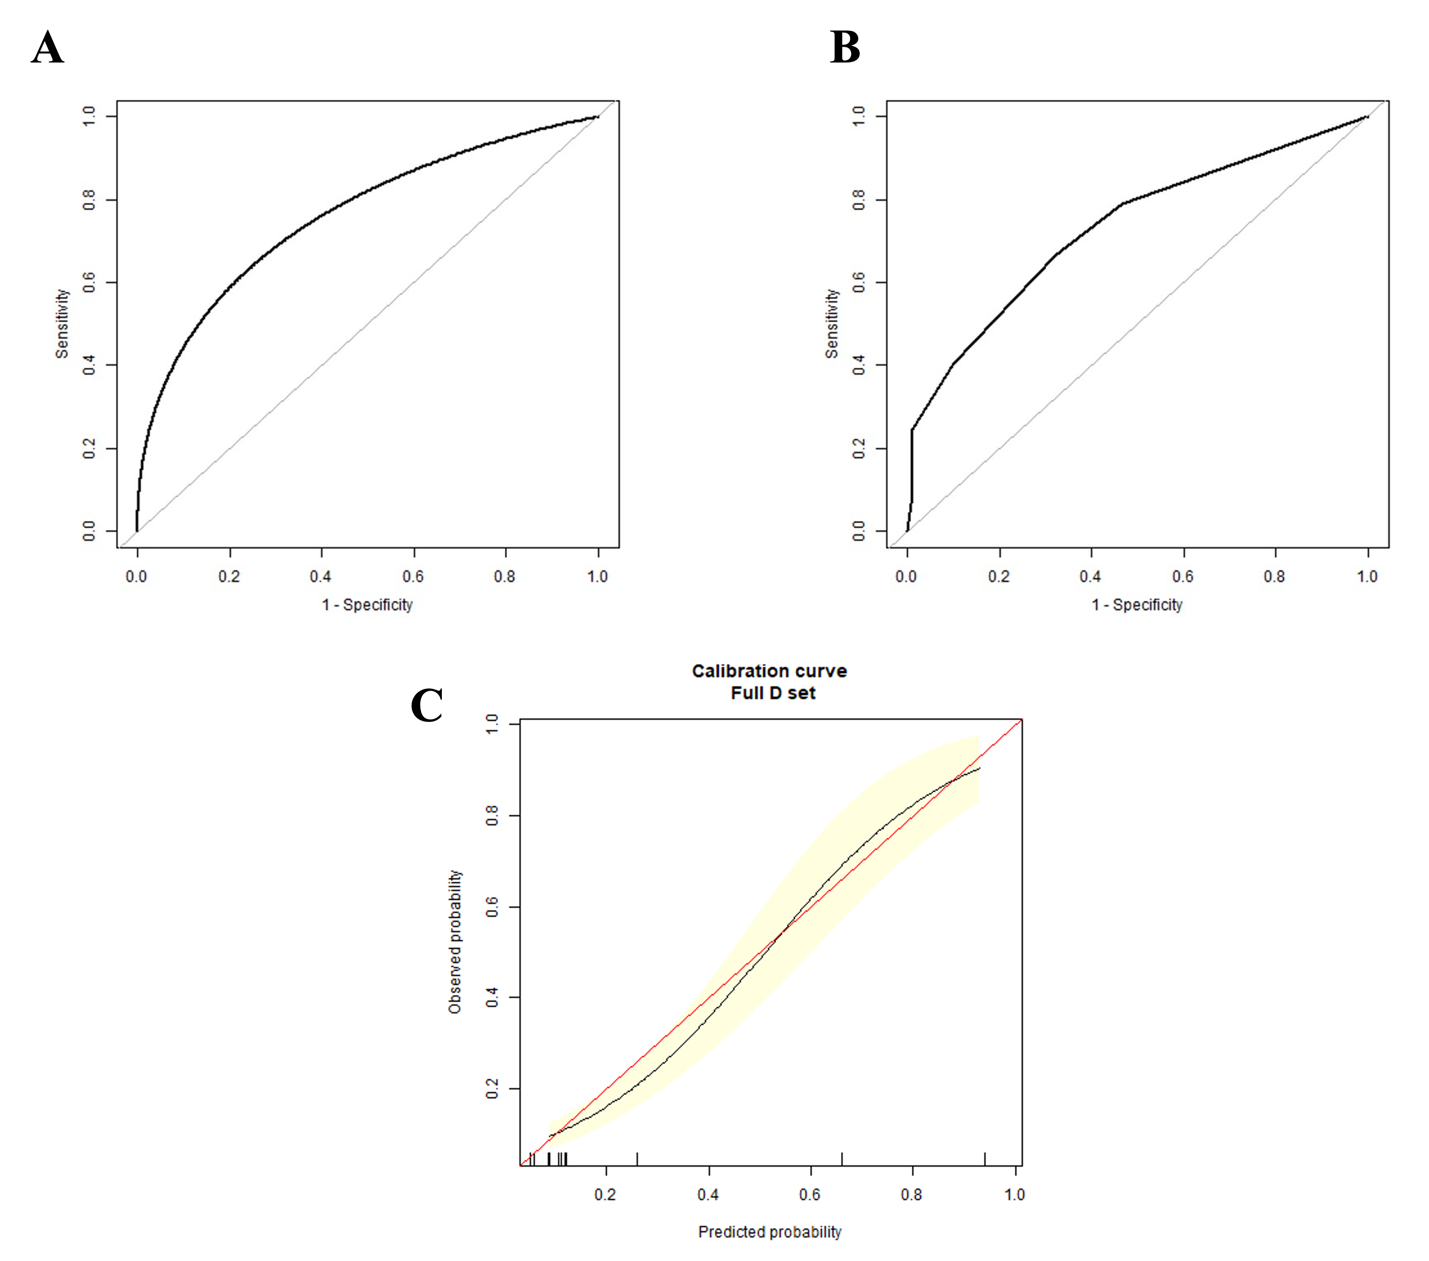 A
1.0
0.8
0.6
0.4
0.2
0.0
Sensitivity
0.0 0.2 0.4 0.6 0.8 1.0
1 - Specificity
B
1.0
0.8
0.6
0.4
0.2
0.0
Sensitivity
0.0 0.2 0.4 0.6 0.8 1.0
1 - Specificity
C
Calibration curve
Full D set
1.0
0.8
0.6
0.4
0.2
Observed probability
0.2 0.4 0.6 0.8 1.0
Predicted probability